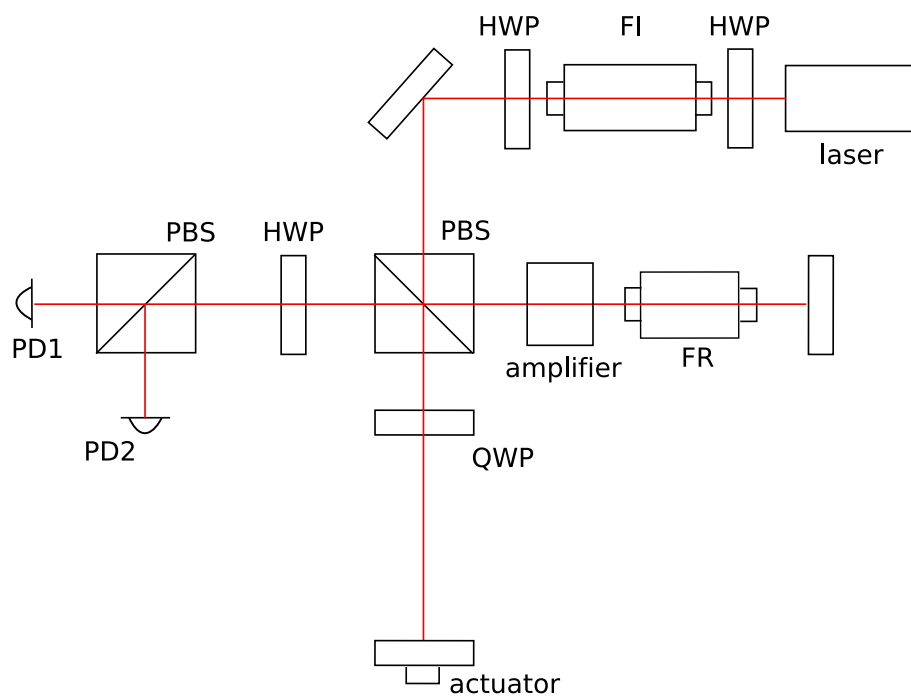 HWP
FI
HWP
laser
PBS
HWP
PBS
PD1
amplifier
FR
PD2
QWP
actuator